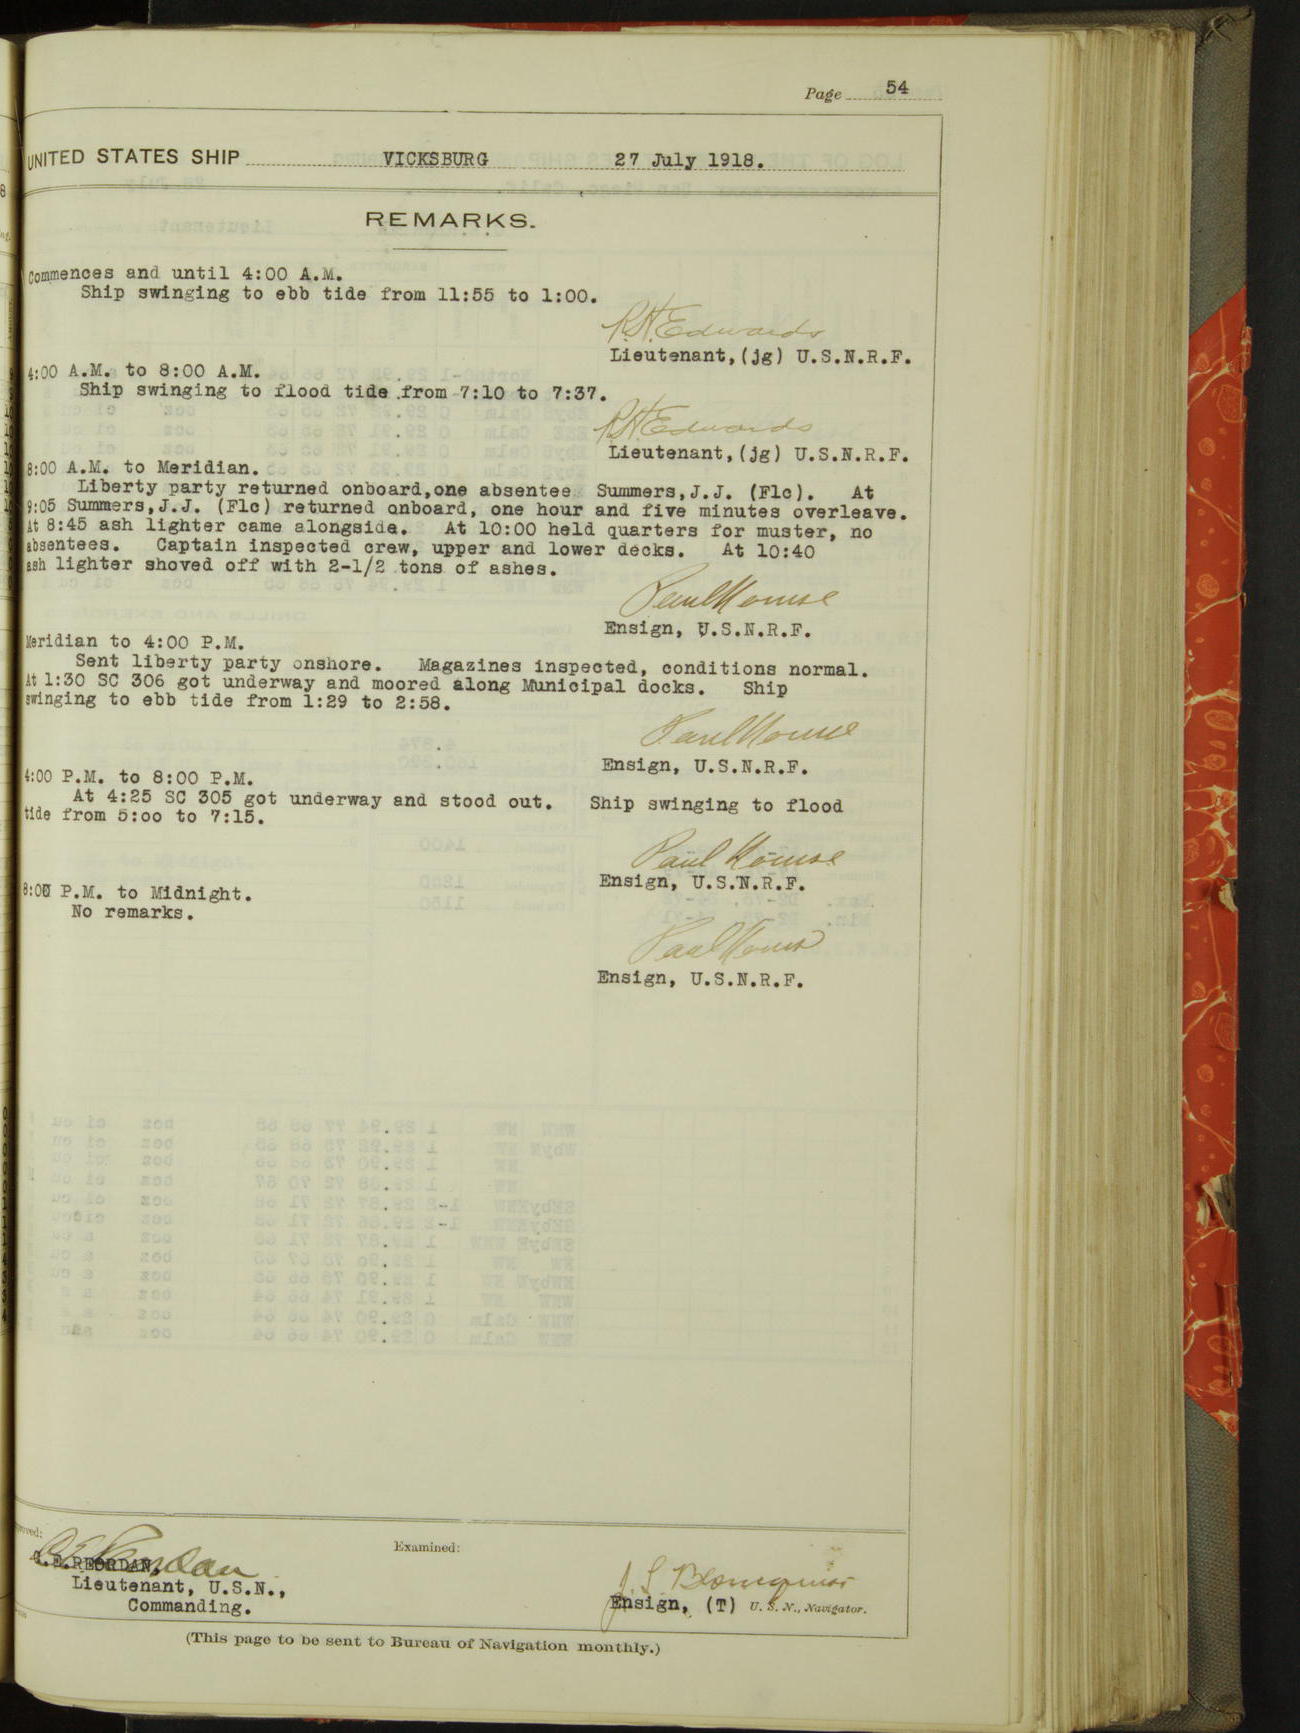 Page 54
UNITED STATES SHIP VICKSBURG 27 July 1918.
REMARKS.
Commences and until 4:00 A.M.
Ship swinging to ebb tide from 11:55 to 1:00.
R.H.Edwards
Lieutenant,(jg) U.S.N.R.F.
4:00 A.M. to 8:00 A.M.
Ship swinging to flood tide from 7:10 to 7:37.
R.H.Edwards
Lieutenant,(jg) U.S.N.R.F.
8:00 A.M. to Meridian.
Liberty party returned onboard,one absentee Summers,J.J. (F1c). At
9:05 Summers,J.J. (F1c) returned onboard, one hour and five minutes overleave.
At 8:45 ash lighter came alongside. At 10:00 held quarters for muster, no
absentees. Captain inspected crew, upper and lower decks. At 10:40
ash lighter shoved off with 2-1/2 tons of ashes.
Ensign, U.S.N.R.F.
Meridian to 4:00 P.M.
Sent liberty party onshore. Magazines inspected, conditions normal.
At 1:30 SC 306 got underway and moored along Municipal docks. Ship
swinging to ebb tide from 1:29 to 2:58.
Ensign, U.S.N.R.F.
4:00 P.M. to 8:00 P.M.
At 4:25 SC 305 got underway and stood out. Ship swinging to flood
tide from 5:oo to 7:15.
Ensign, U.S.N.R.F.
8:00 P.M. to Midnight.
No remarks.
Ensign, U.S.N.R.F.
Examined:
C.E.REORDAN,
Lieutenant, U.S.N.,
Commanding.
Ensign, (T) U. S. N., Navigator.
(This page to be sent to Bureau of Navigation monthly.)